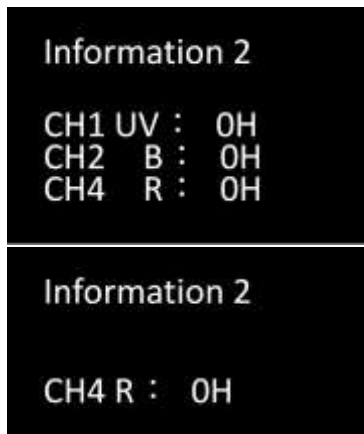 Information 2
CH1 UV : 0H
CH2 B : 0H
CH4 R : 0H
Information 2
CH4 R : 0H